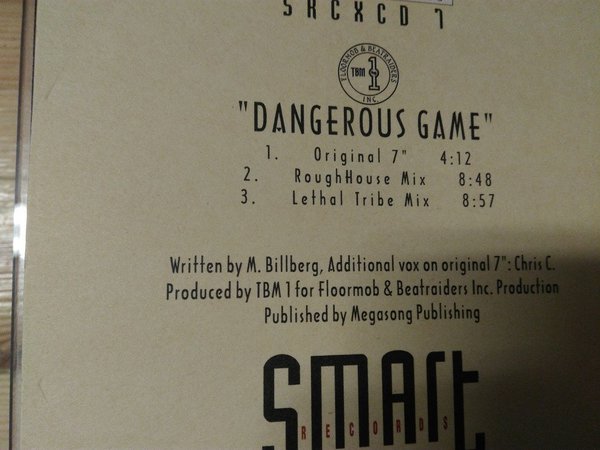 SRCXCD 1
FLOORMOB & BEATRAIDERS
TBM 1
INC.
"DANGEROUS GAME"
1. Original 7" 4:12
2. RoughHouse Mix 8:48
3. Lethal Tribe Mix 8:57
Written by M. Billberg, Additional vox on original 7": Chris C.
Produced by TBM 1 for Floormob & Beatraiders Inc. Production
Published by Megasong Publishing
SMArt
RECORDS